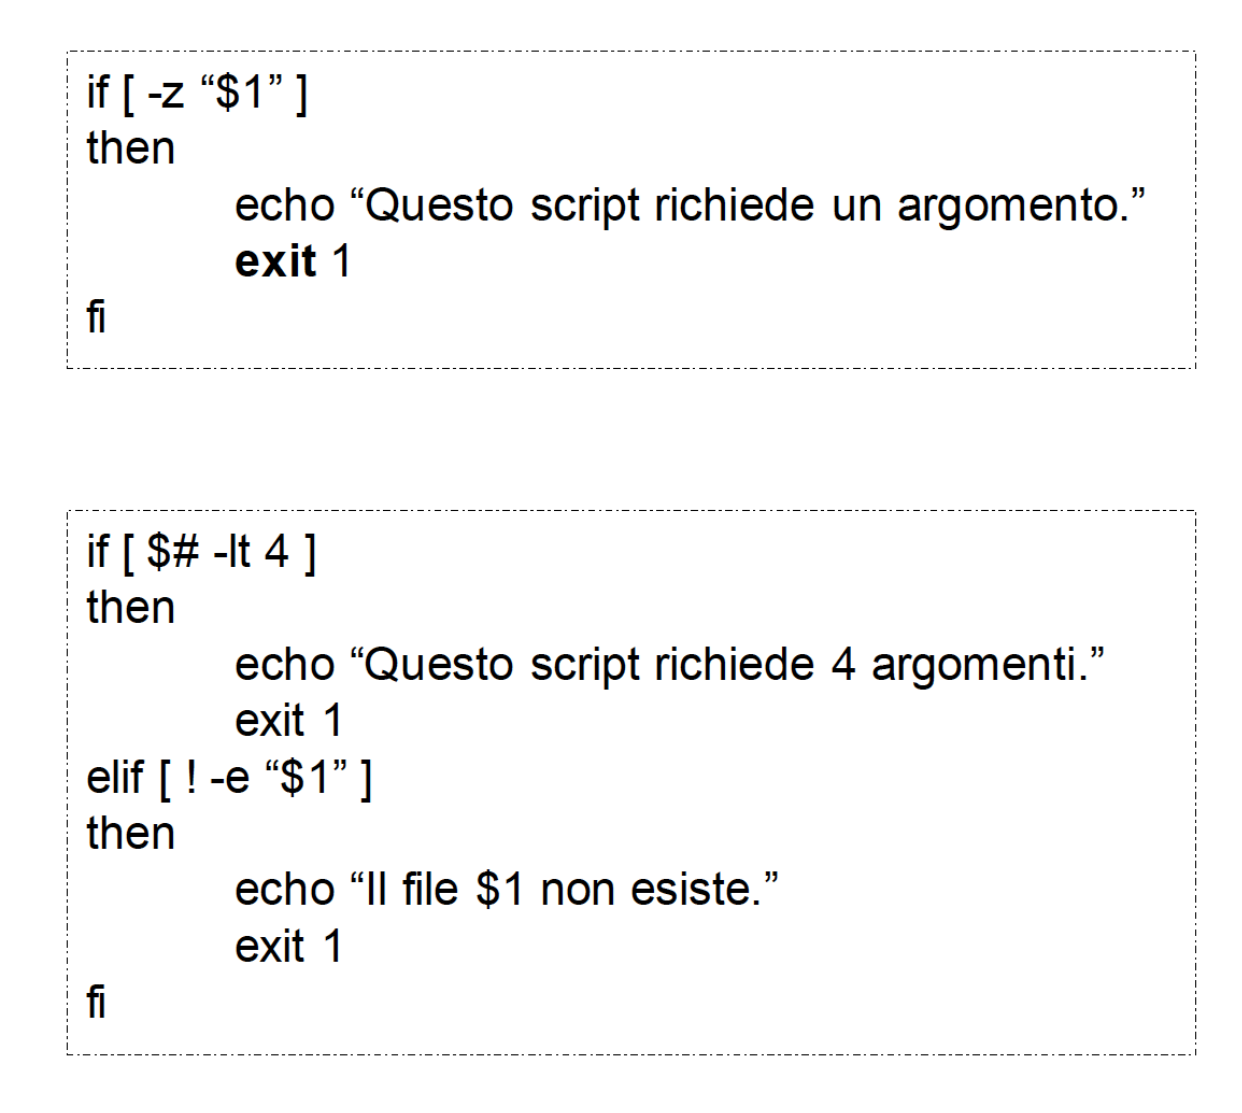 if [ -z “$1” ]
then
echo “Questo script richiede un argomento.”
exit 1
fi
if [ $# -lt 4 ]
then
echo “Questo script richiede 4 argomenti.”
exit 1
elif [ ! -e “$1” ]
then
echo “Il file $1 non esiste.”
exit 1
fi